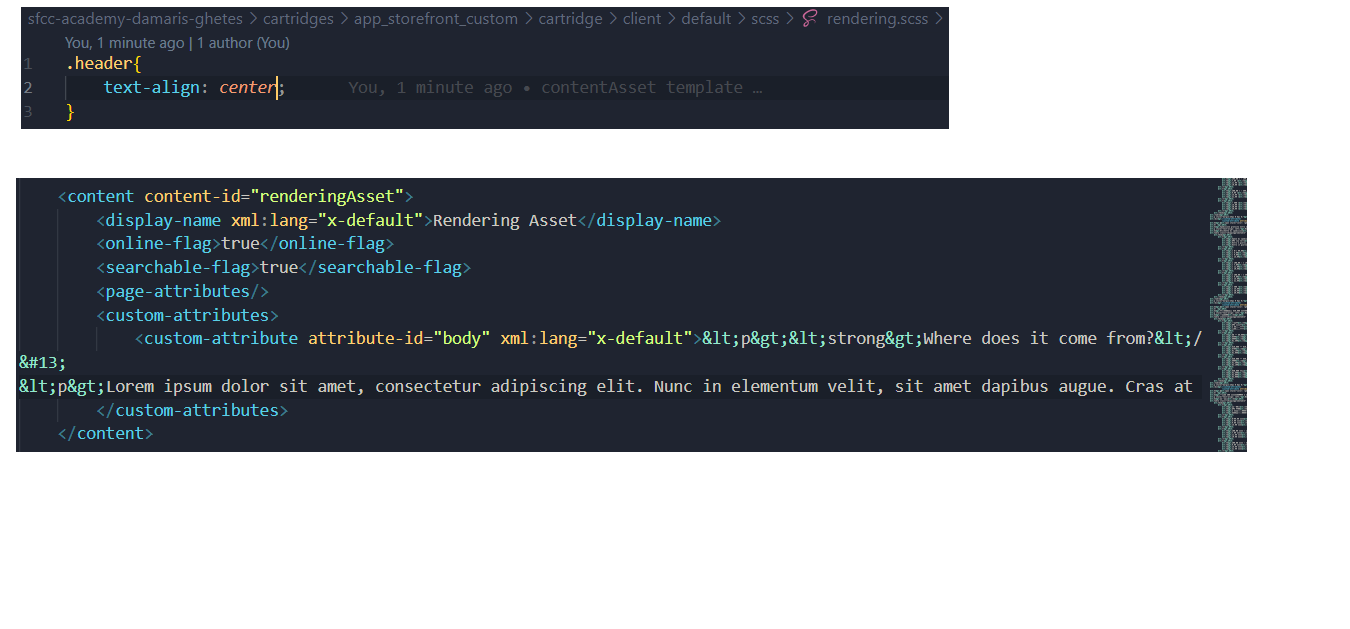 sfcc-academy-damaris-ghetes > cartridges > app_storefront_custom > cartridge > client > default > scss > rendering.scss >
You, 1 minute ago | 1 author (You)
1 .header{
2 text-align: center; You, 1 minute ago • contentAsset template …
3 }
<content content-id="renderingAsset">
<display-name xml:lang="x-default">Rendering Asset</display-name>
<online-flag>true</online-flag>
<searchable-flag>true</searchable-flag>
<page-attributes/>
<custom-attributes>
<custom-attribute attribute-id="body" xml:lang="x-default">&lt;p&gt;&lt;strong&gt;Where does it come from?&lt;/
&#13;
&lt;p&gt;Lorem ipsum dolor sit amet, consectetur adipiscing elit. Nunc in elementum velit, sit amet dapibus augue. Cras at
</custom-attributes>
</content>